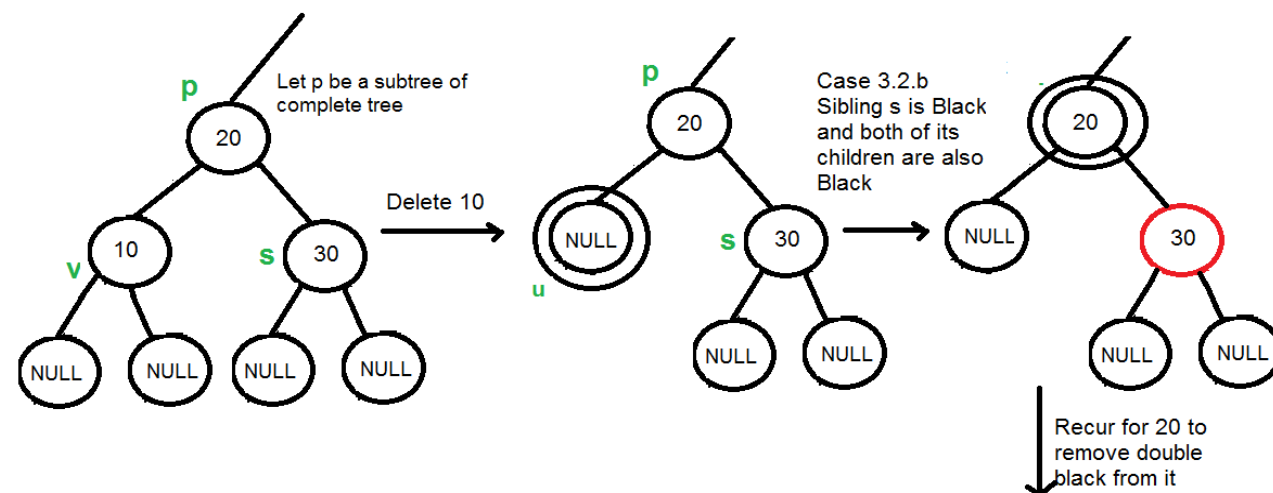 p
Let p be a subtree of
complete tree
20
Delete 10
v
10
s
30
NULL
NULL
NULL
NULL
p
20
NULL
u
s
30
NULL
NULL
Case 3.2.b
Sibling s is Black
and both of its
children are also
Black
20
NULL
30
NULL
NULL
Recur for 20 to
remove double
black from it